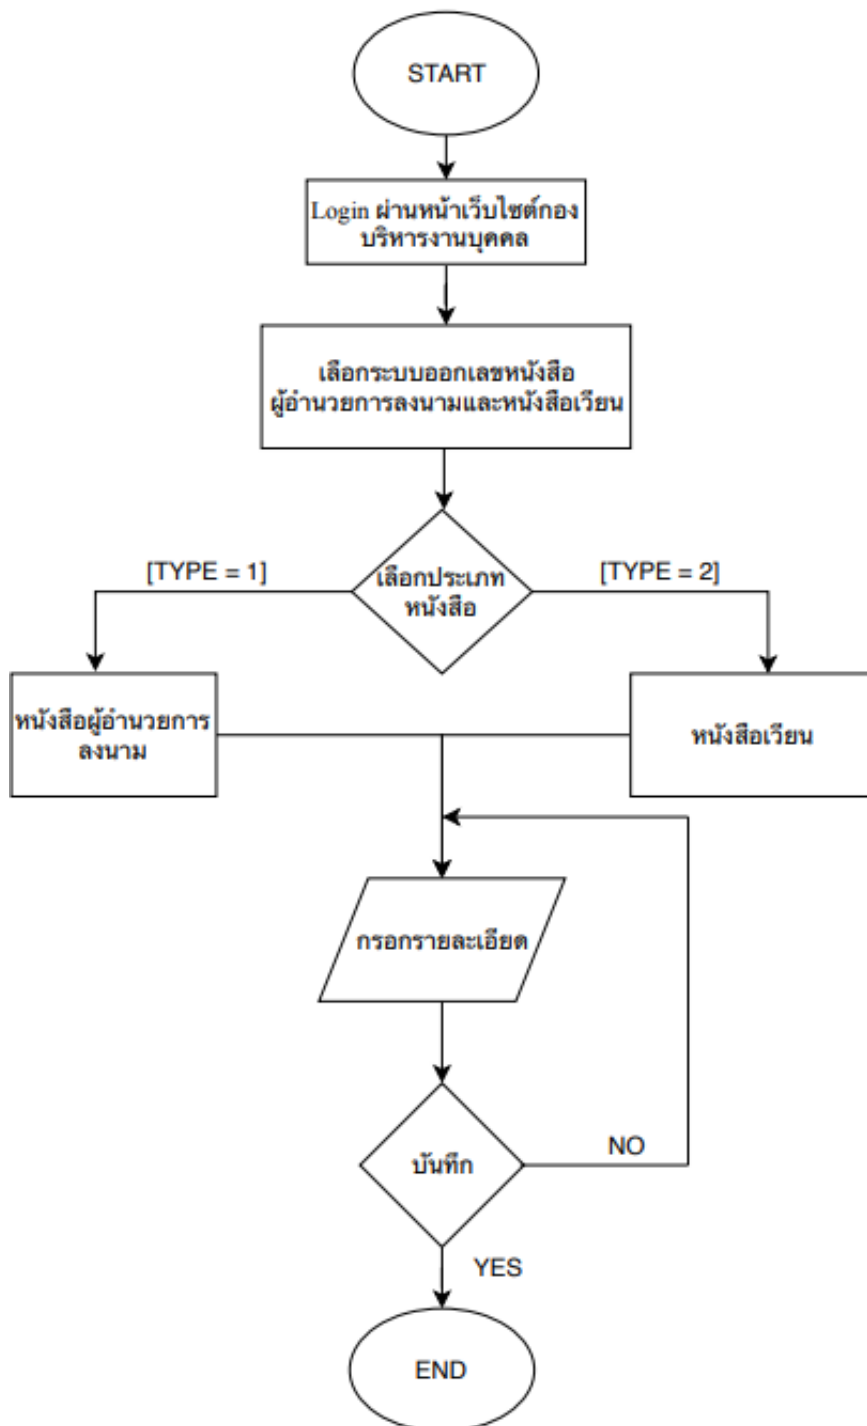 START
Login ผ่านหน้าเว็บไซต์กอง
บริหารงานบุคคล
เลือกระบบออกเลขหนังสือ
ผู้อำนวยการลงนามและหนังสือเวียน
[TYPE = 1]
เลือกประเภท
หนังสือ
[TYPE = 2]
หนังสือผู้อำนวยการ
ลงนาม
หนังสือเวียน
กรอกรายละเอียด
บันทึก
NO
YES
END